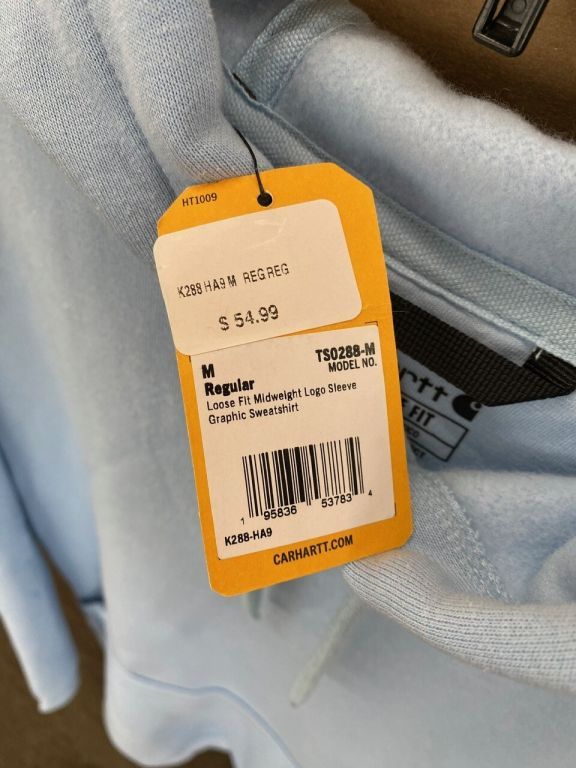 HT1009
K288 HA9 M REG REG
$ 54.99
M
Regular
TS0288-M
MODEL NO.
Loose Fit Midweight Logo Sleeve
Graphic Sweatshirt
1 95836 53783 4
K288-HA9
CARHARTT.COM
rtt
FIT